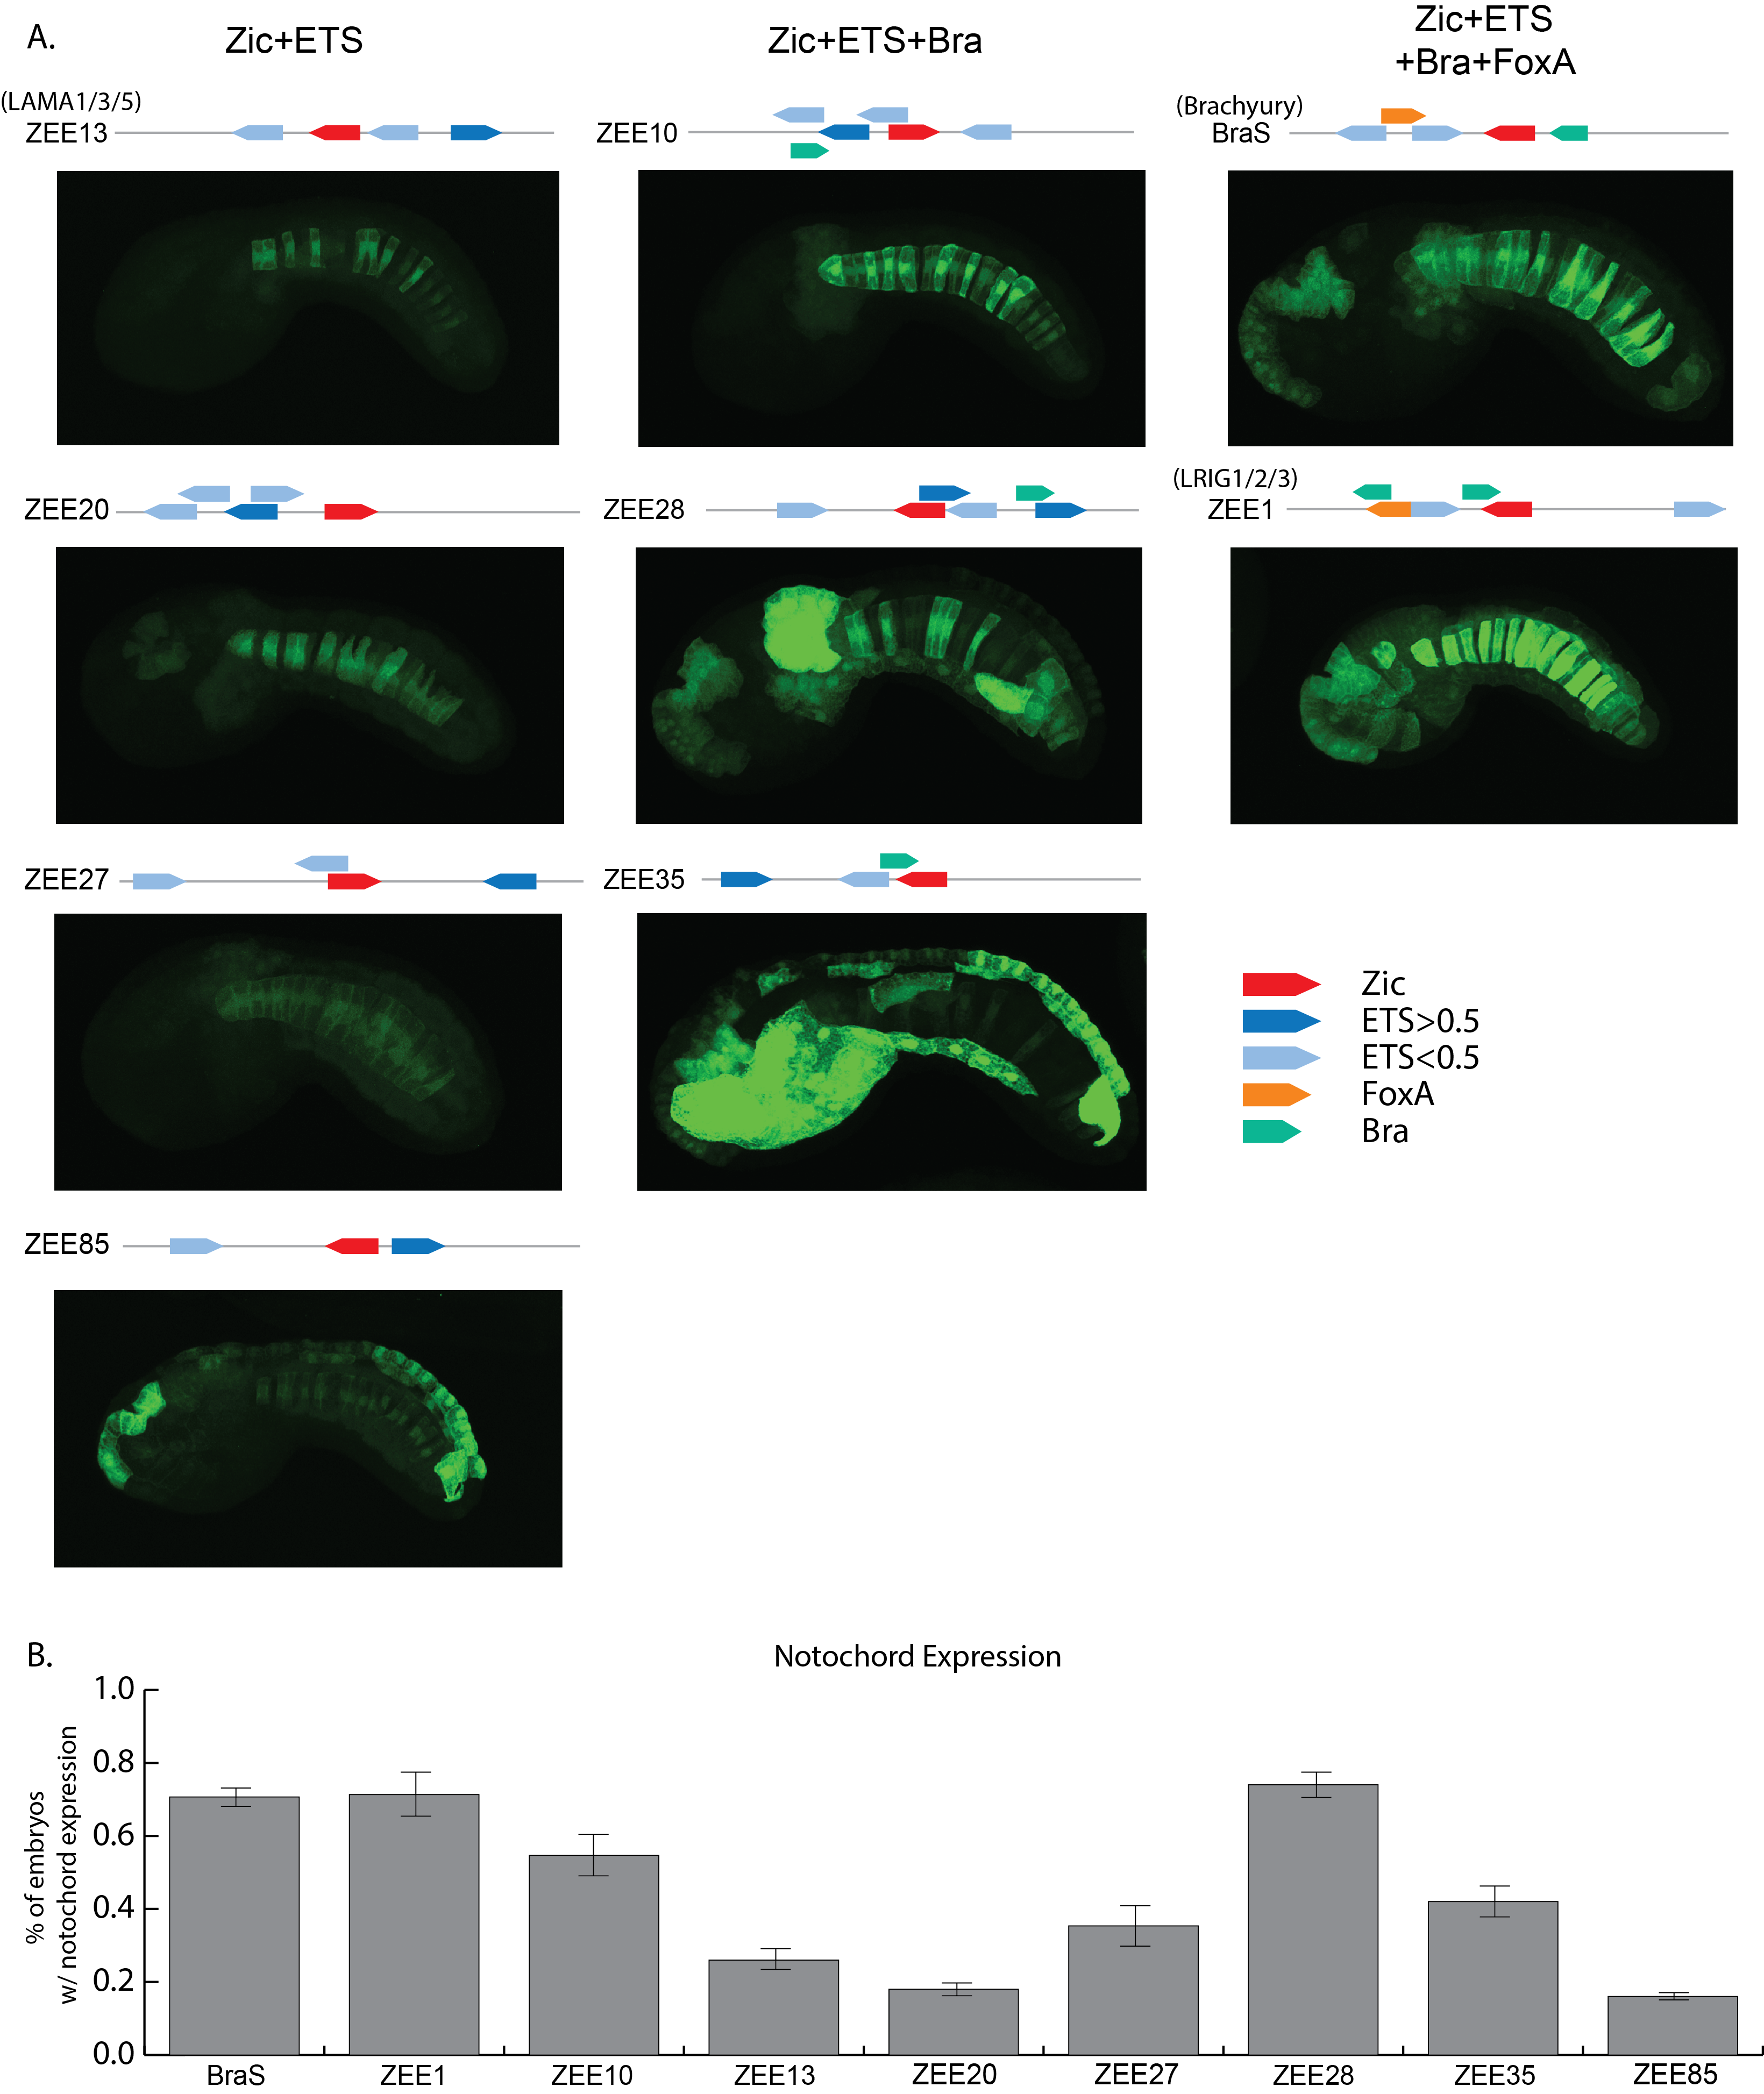 A.
Zic+ETS
Zic+ETS+Bra
Zic+ETS
+Bra+FoxA
(LAMA1/3/5)
ZEE13
ZEE10
(Brachyury)
BraS
ZEE20
ZEE28
(LRIG1/2/3)
ZEE1
ZEE27
ZEE35
Zic
ETS>0.5
ETS<0.5
FoxA
Bra
ZEE85
B.
Notochord Expression
% of embryos
w/ notochord expression
1.0
0.8
0.6
0.4
0.2
0.0
BraS
ZEE1
ZEE10
ZEE13
ZEE20
ZEE27
ZEE28
ZEE35
ZEE85